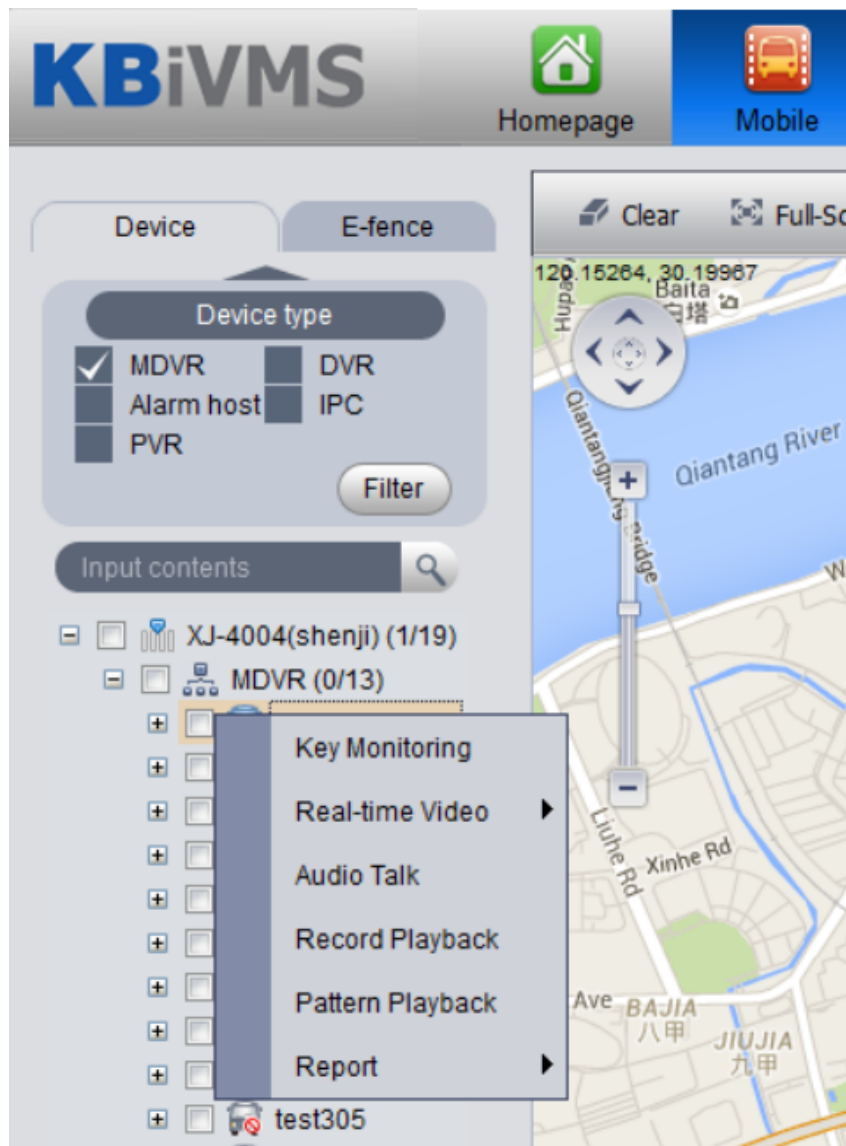 KBiVMS
Homepage
Mobile
Device
E-fence
Clear
Full-Sc
120.15264, 30.19967
Device type
MDVR
DVR
Alarm host
IPC
PVR
Filter
Input contents
XJ-4004(shenji) (1/19)
MDVR (0/13)
Key Monitoring
Real-time Video
Audio Talk
Record Playback
Pattern Playback
Report
test305
Baita
白塔
Qiantangjiang Bridge
Qiantang River
Liuhe Rd
Xinhe Rd
Ave
BAJIA
八甲
JIUJIA
九甲